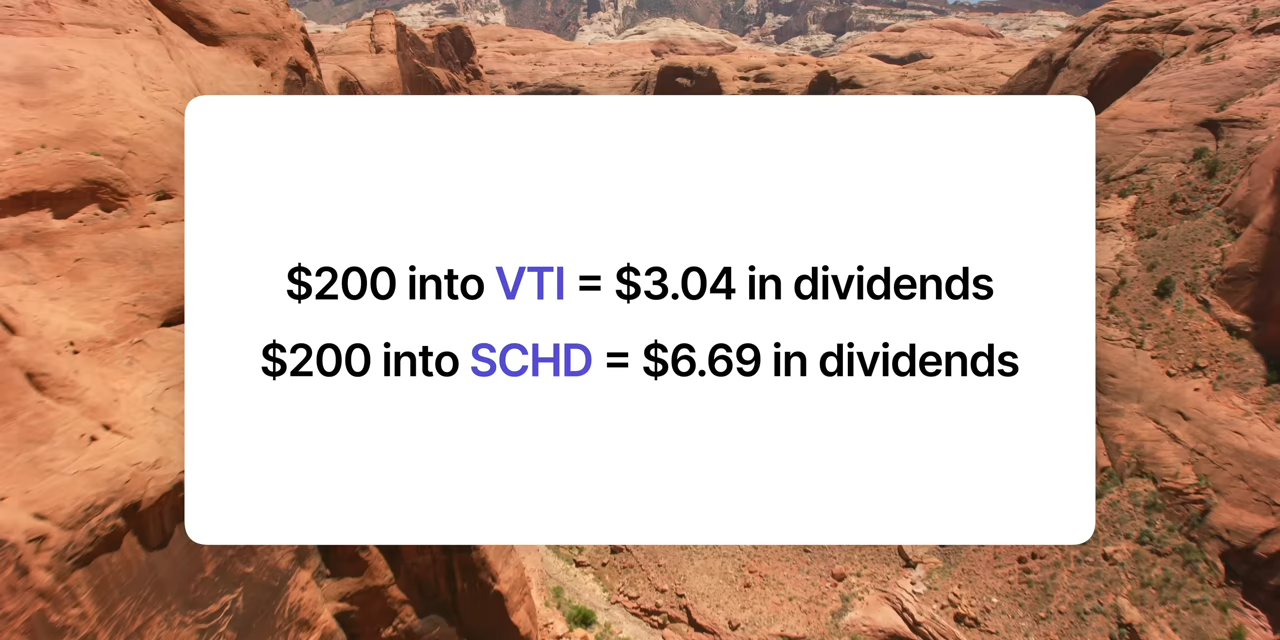 $200 into VTI = $3.04 in dividends
$200 into SCHD = $6.69 in dividends